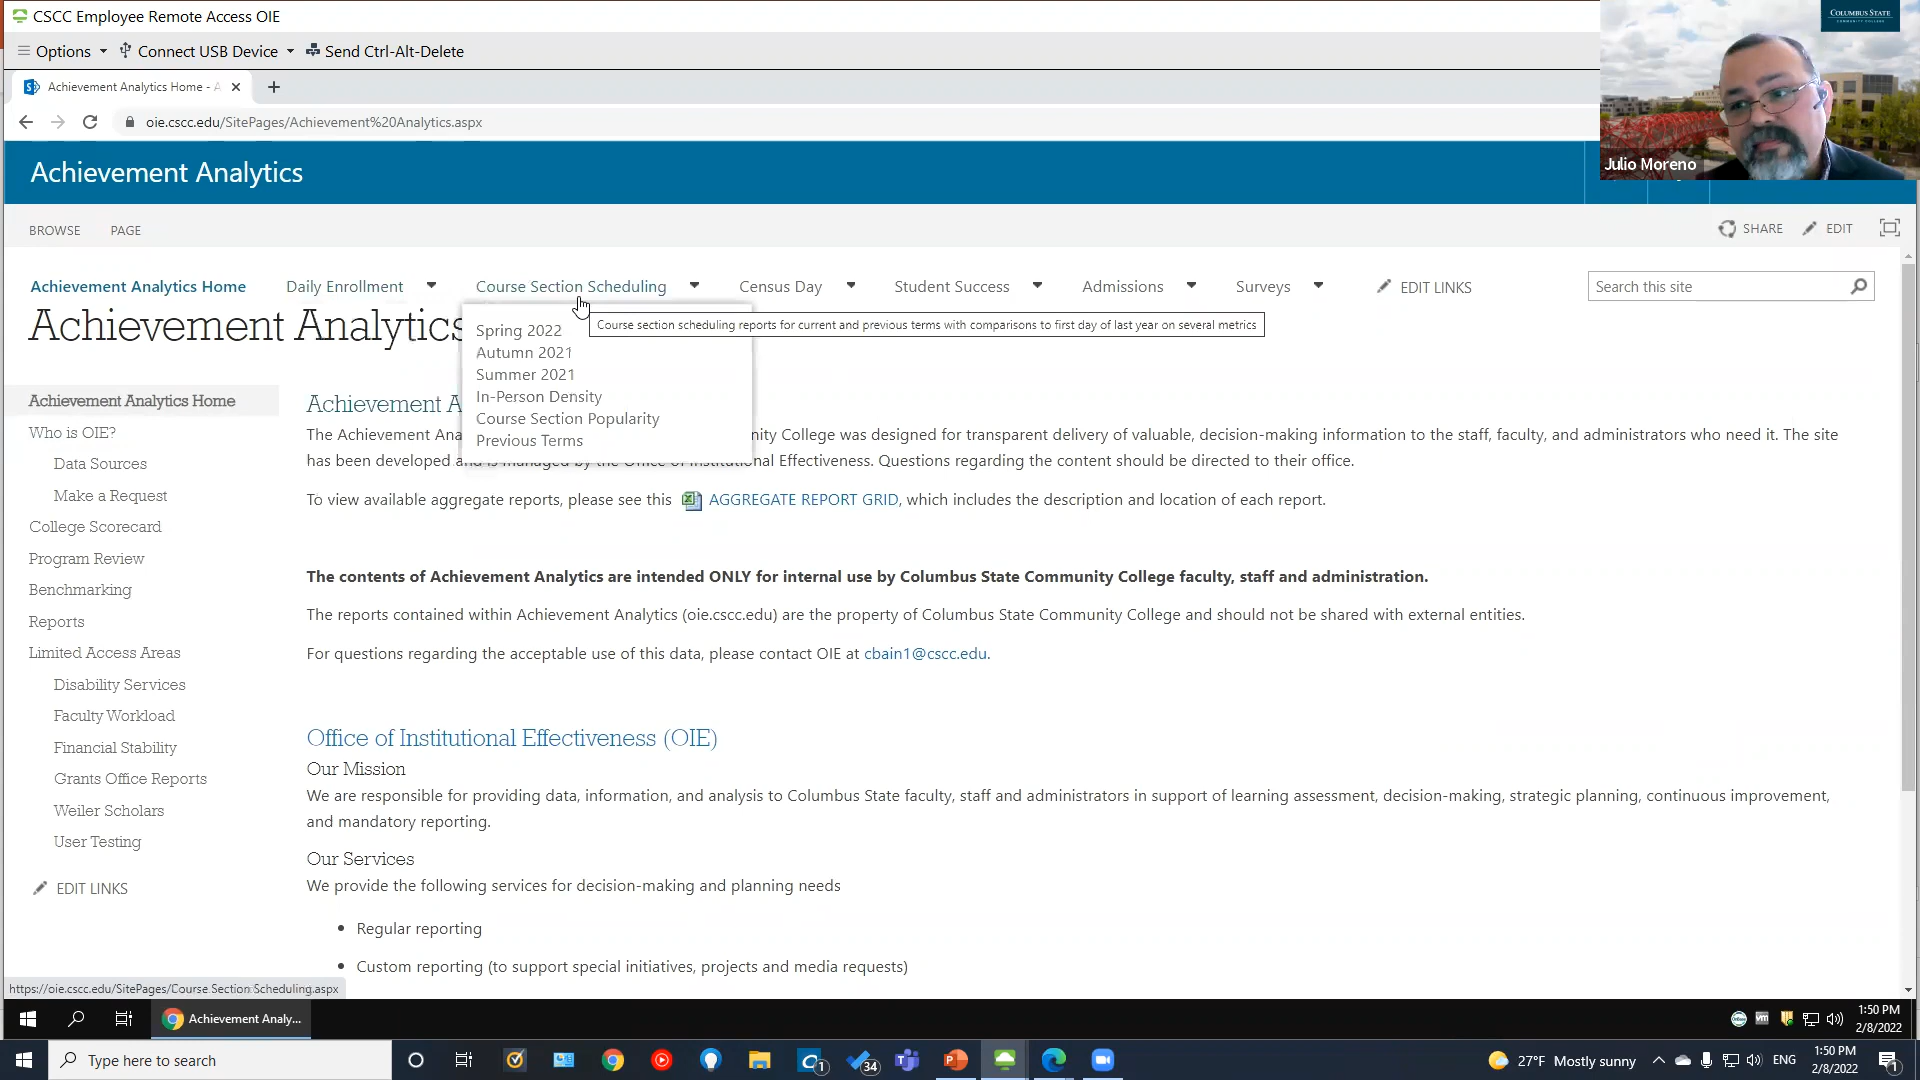 CSCC Employee Remote Access OIE
Options Connect USB Device Send Ctrl-Alt-Delete
COLUMBUS STATE
COMMUNITY COLLEGE
Achievement Analytics Home - A
oie.cscc.edu/SitePages/Achievement%20Analytics.aspx
Julio Moreno
Achievement Analytics
BROWSE PAGE
SHARE EDIT
Achievement Analytics Home Daily Enrollment Course Section Scheduling Census Day Student Success Admissions Surveys EDIT LINKS Search this site
Achievement Analytics
Course section scheduling reports for current and previous terms with comparisons to first day of last year on several metrics
Spring 2022
Autumn 2021
Summer 2021
In-Person Density
Course Section Popularity
Previous Terms
Achievement Analytics Home
Who is OIE?
Data Sources
Make a Request
College Scorecard
Program Review
Benchmarking
Reports
Limited Access Areas
Disability Services
Faculty Workload
Financial Stability
Grants Office Reports
Weiler Scholars
User Testing
EDIT LINKS
Achievement A
The Achievement Ana nity College was designed for transparent delivery of valuable, decision-making information to the staff, faculty, and administrators who need it. The site
has been developed and is managed by the Office of Institutional Effectiveness. Questions regarding the content should be directed to their office.
To view available aggregate reports, please see this AGGREGATE REPORT GRID, which includes the description and location of each report.
The contents of Achievement Analytics are intended ONLY for internal use by Columbus State Community College faculty, staff and administration.
The reports contained within Achievement Analytics (oie.cscc.edu) are the property of Columbus State Community College and should not be shared with external entities.
For questions regarding the acceptable use of this data, please contact OIE at cbain1@cscc.edu.
Office of Institutional Effectiveness (OIE)
Our Mission
We are responsible for providing data, information, and analysis to Columbus State faculty, staff and administrators in support of learning assessment, decision-making, strategic planning, continuous improvement,
and mandatory reporting.
Our Services
We provide the following services for decision-making and planning needs
• Regular reporting
• Custom reporting (to support special initiatives, projects and media requests)
https://oie.cscc.edu/SitePages/Course Section Scheduling.aspx
Achievement Analy...
1:50 PM
2/8/2022
Type here to search
1
34
27°F Mostly sunny
ENG
1:50 PM
2/8/2022
1